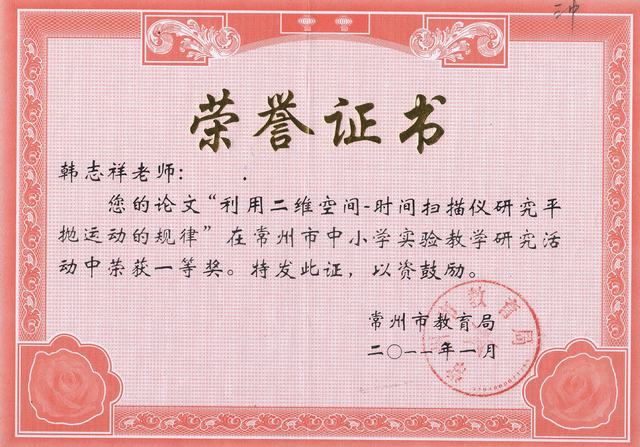 荣誉证书
韩志祥老师：
您的论文“利用二维空间-时间扫描仪研究平
抛运动的规律”在常州市中小学实验教学研究活
动中荣获一等奖。特发此证，以资鼓励。
常州市教育局
二〇一一年一月